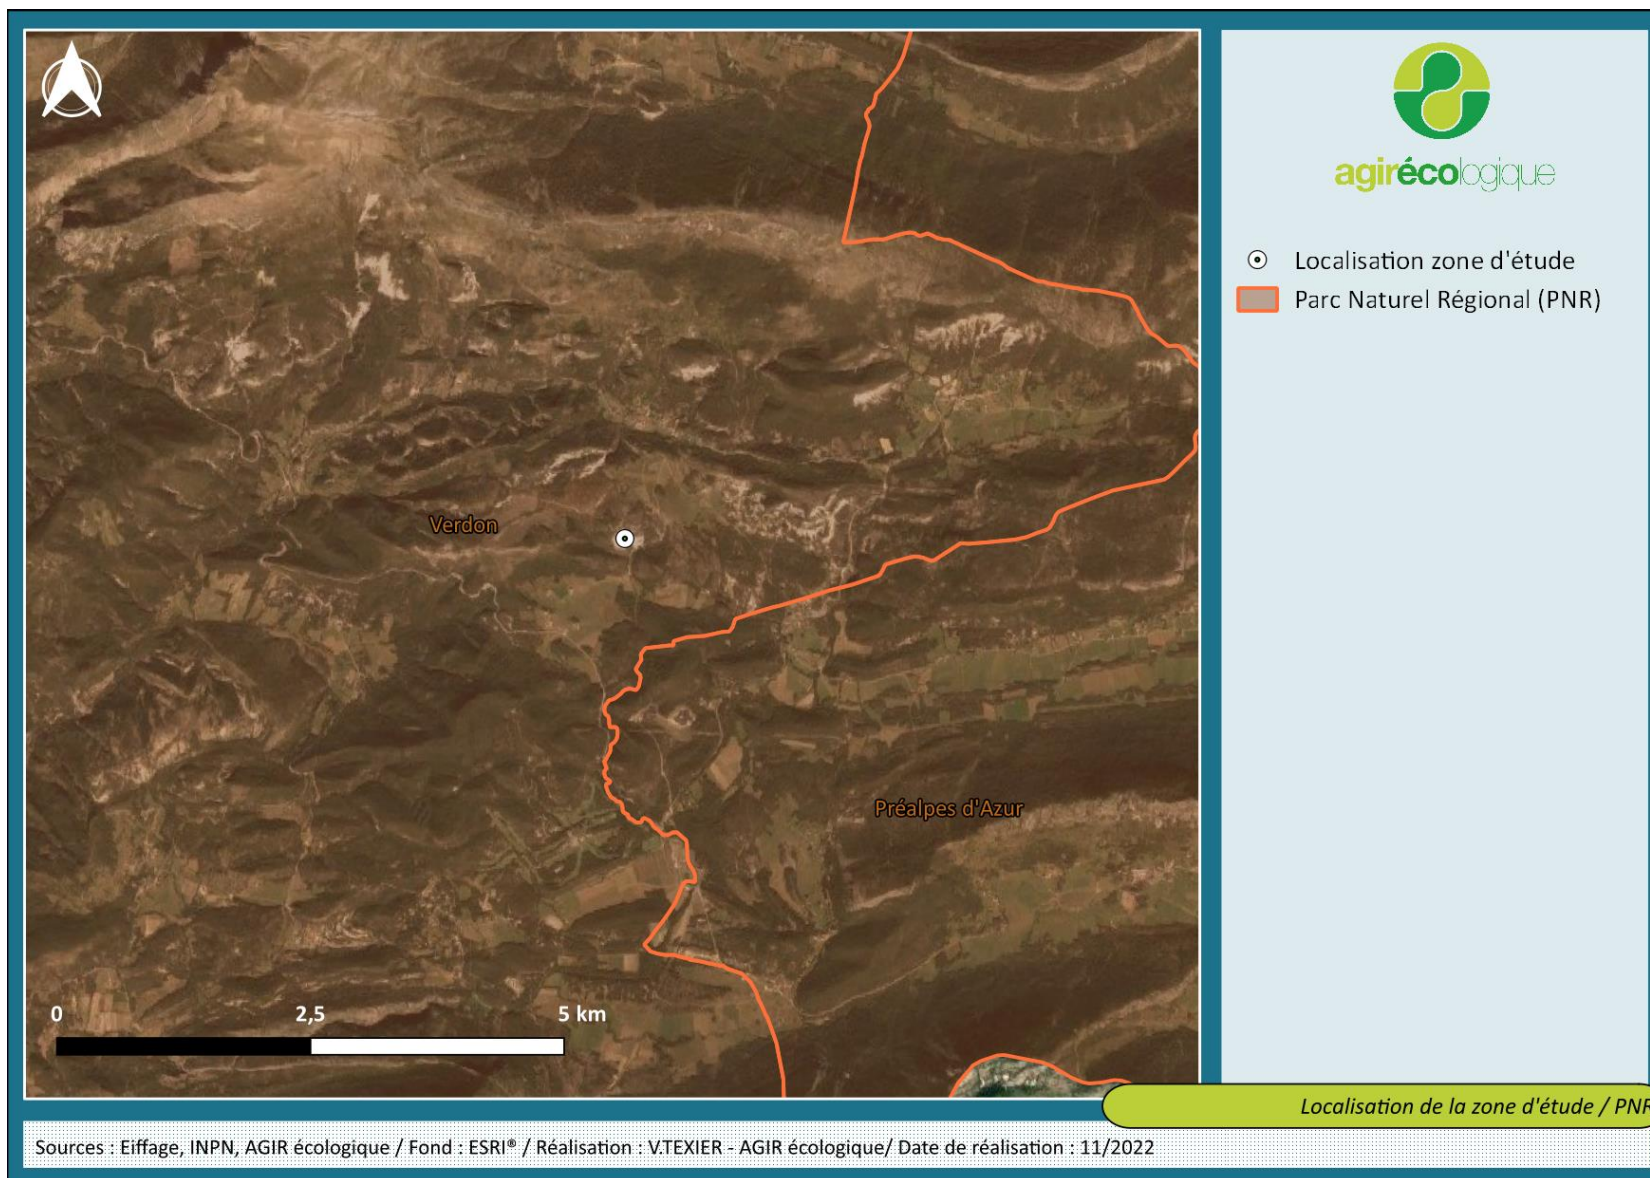 agirécologique
Localisation zone d'étude
Parc Naturel Régional (PNR)
Verdon
Préalpes d'Azur
0 2,5 5 km
Localisation de la zone d'étude / PNR
Sources : Eiffage, INPN, AGIR écologique / Fond : ESRI® / Réalisation : V.TEXIER - AGIR écologique/ Date de réalisation : 11/2022